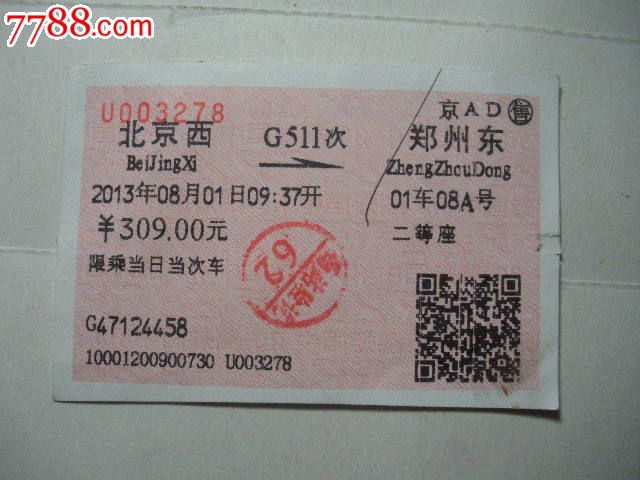 7788.com
U003278
京AD售
北京西 G511次 郑州东
BeiJingXi ZhengZhouDong
2013年08月01日09:37开 01车08A号
¥309.00元 二等座
限乘当日当次车
62
G47124458
10001200900730 U003278